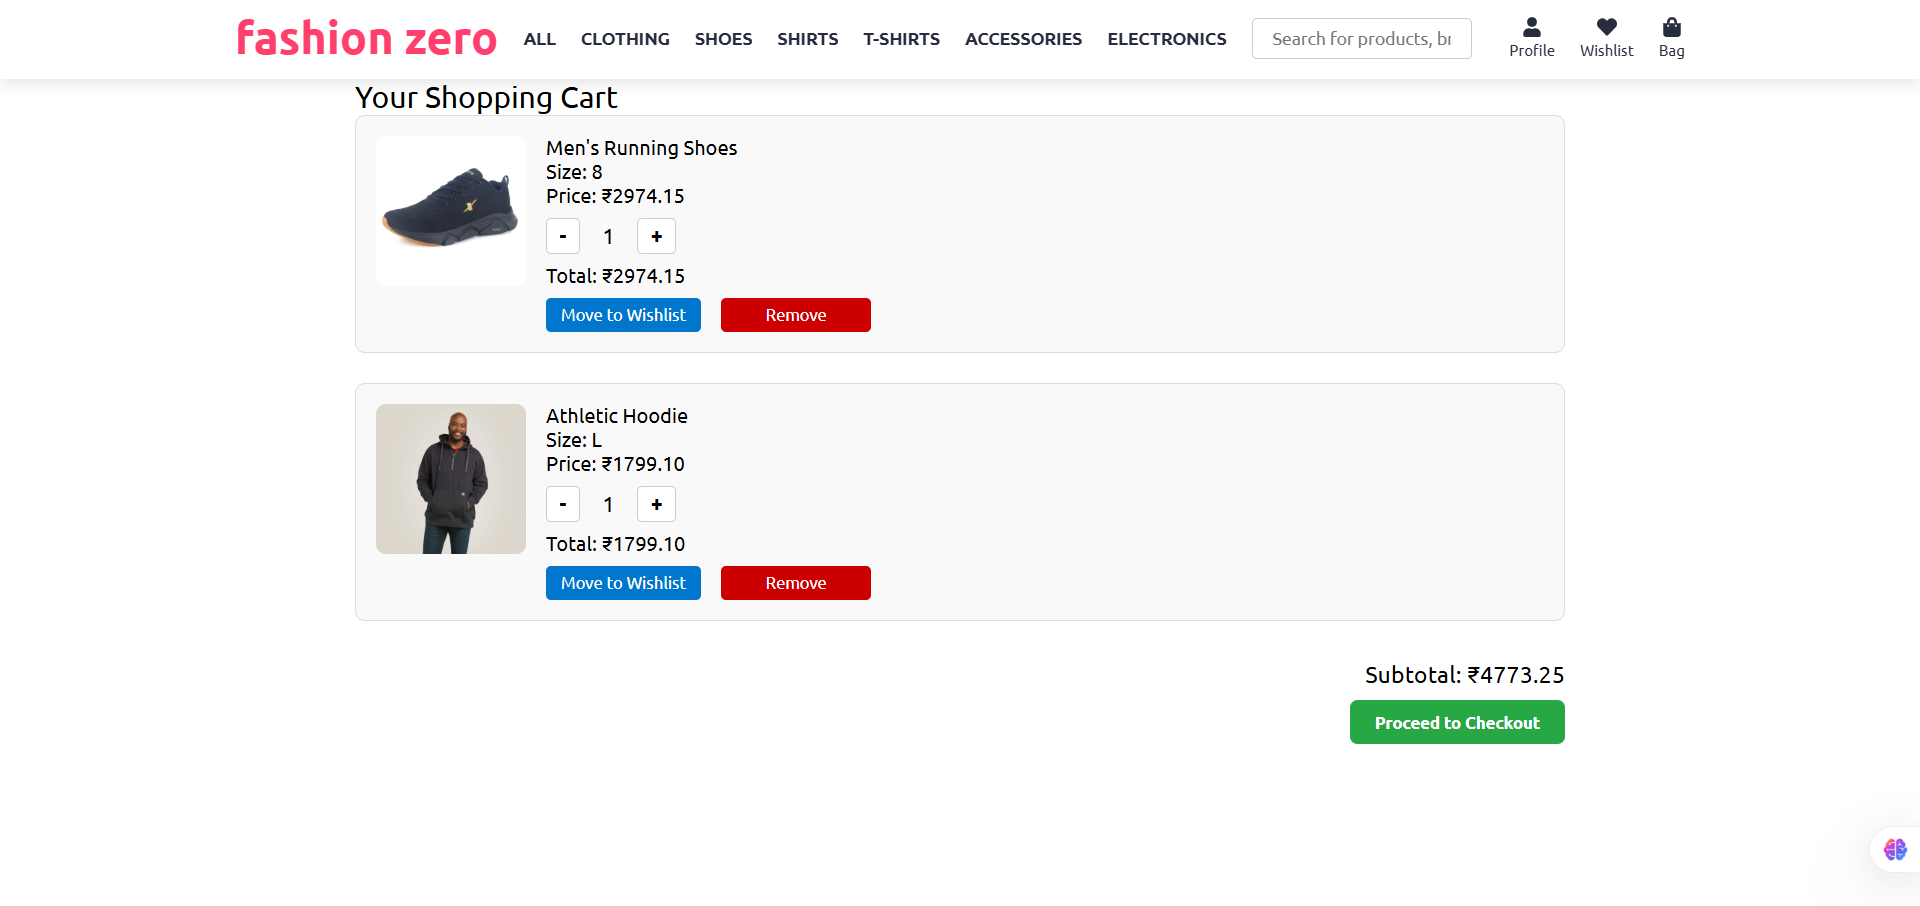 fashion zero
ALL CLOTHING SHOES SHIRTS T-SHIRTS ACCESSORIES ELECTRONICS
Search for products, br
Profile Wishlist Bag
Your Shopping Cart
Men's Running Shoes
Size: 8
Price: ₹2974.15
- 1 +
Total: ₹2974.15
Move to Wishlist Remove
Athletic Hoodie
Size: L
Price: ₹1799.10
- 1 +
Total: ₹1799.10
Move to Wishlist Remove
Subtotal: ₹4773.25
Proceed to Checkout